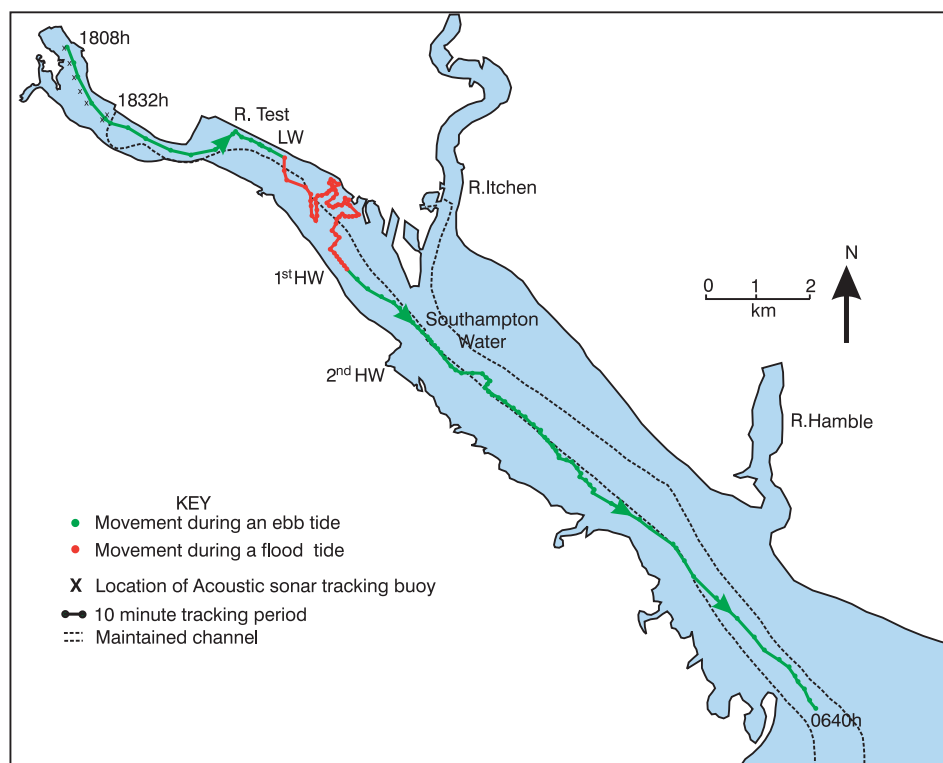 1808h
1832h
R. Test
LW
R.Itchen
N
0 1 2
km
1st HW
Southampton
Water
2nd HW
R.Hamble
KEY
Movement during an ebb tide
Movement during a flood tide
X Location of Acoustic sonar tracking buoy
10 minute tracking period
Maintained channel
0640h